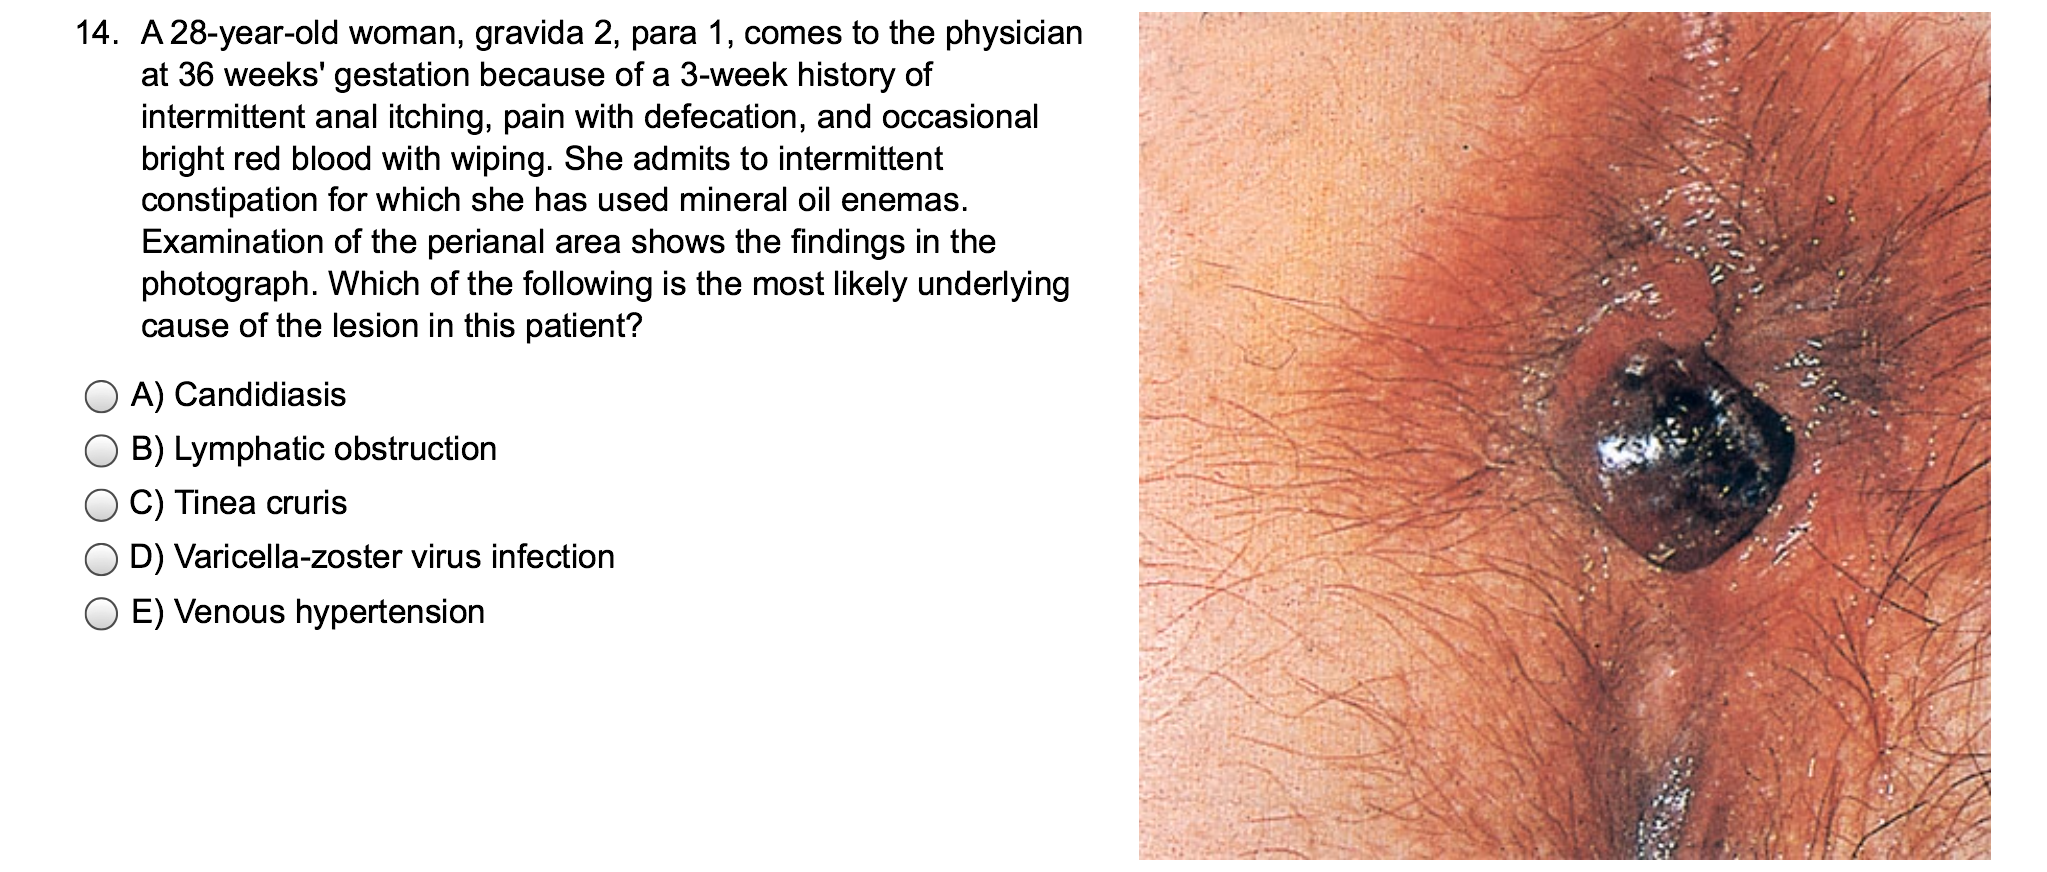 14. A 28-year-old woman, gravida 2, para 1, comes to the physician
at 36 weeks' gestation because of a 3-week history of
intermittent anal itching, pain with defecation, and occasional
bright red blood with wiping. She admits to intermittent
constipation for which she has used mineral oil enemas.
Examination of the perianal area shows the findings in the
photograph. Which of the following is the most likely underlying
cause of the lesion in this patient?
A) Candidiasis
B) Lymphatic obstruction
C) Tinea cruris
D) Varicella-zoster virus infection
E) Venous hypertension